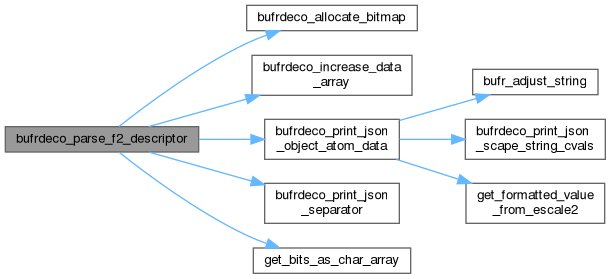 bufrdeco_parse_f2_descriptor
bufrdeco_allocate_bitmap
bufrdeco_increase_data
_array
bufrdeco_print_json
_object_atom_data
bufrdeco_print_json
_separator
get_bits_as_char_array
bufr_adjust_string
bufrdeco_print_json
_scape_string_cvals
get_formatted_value
_from_escale2